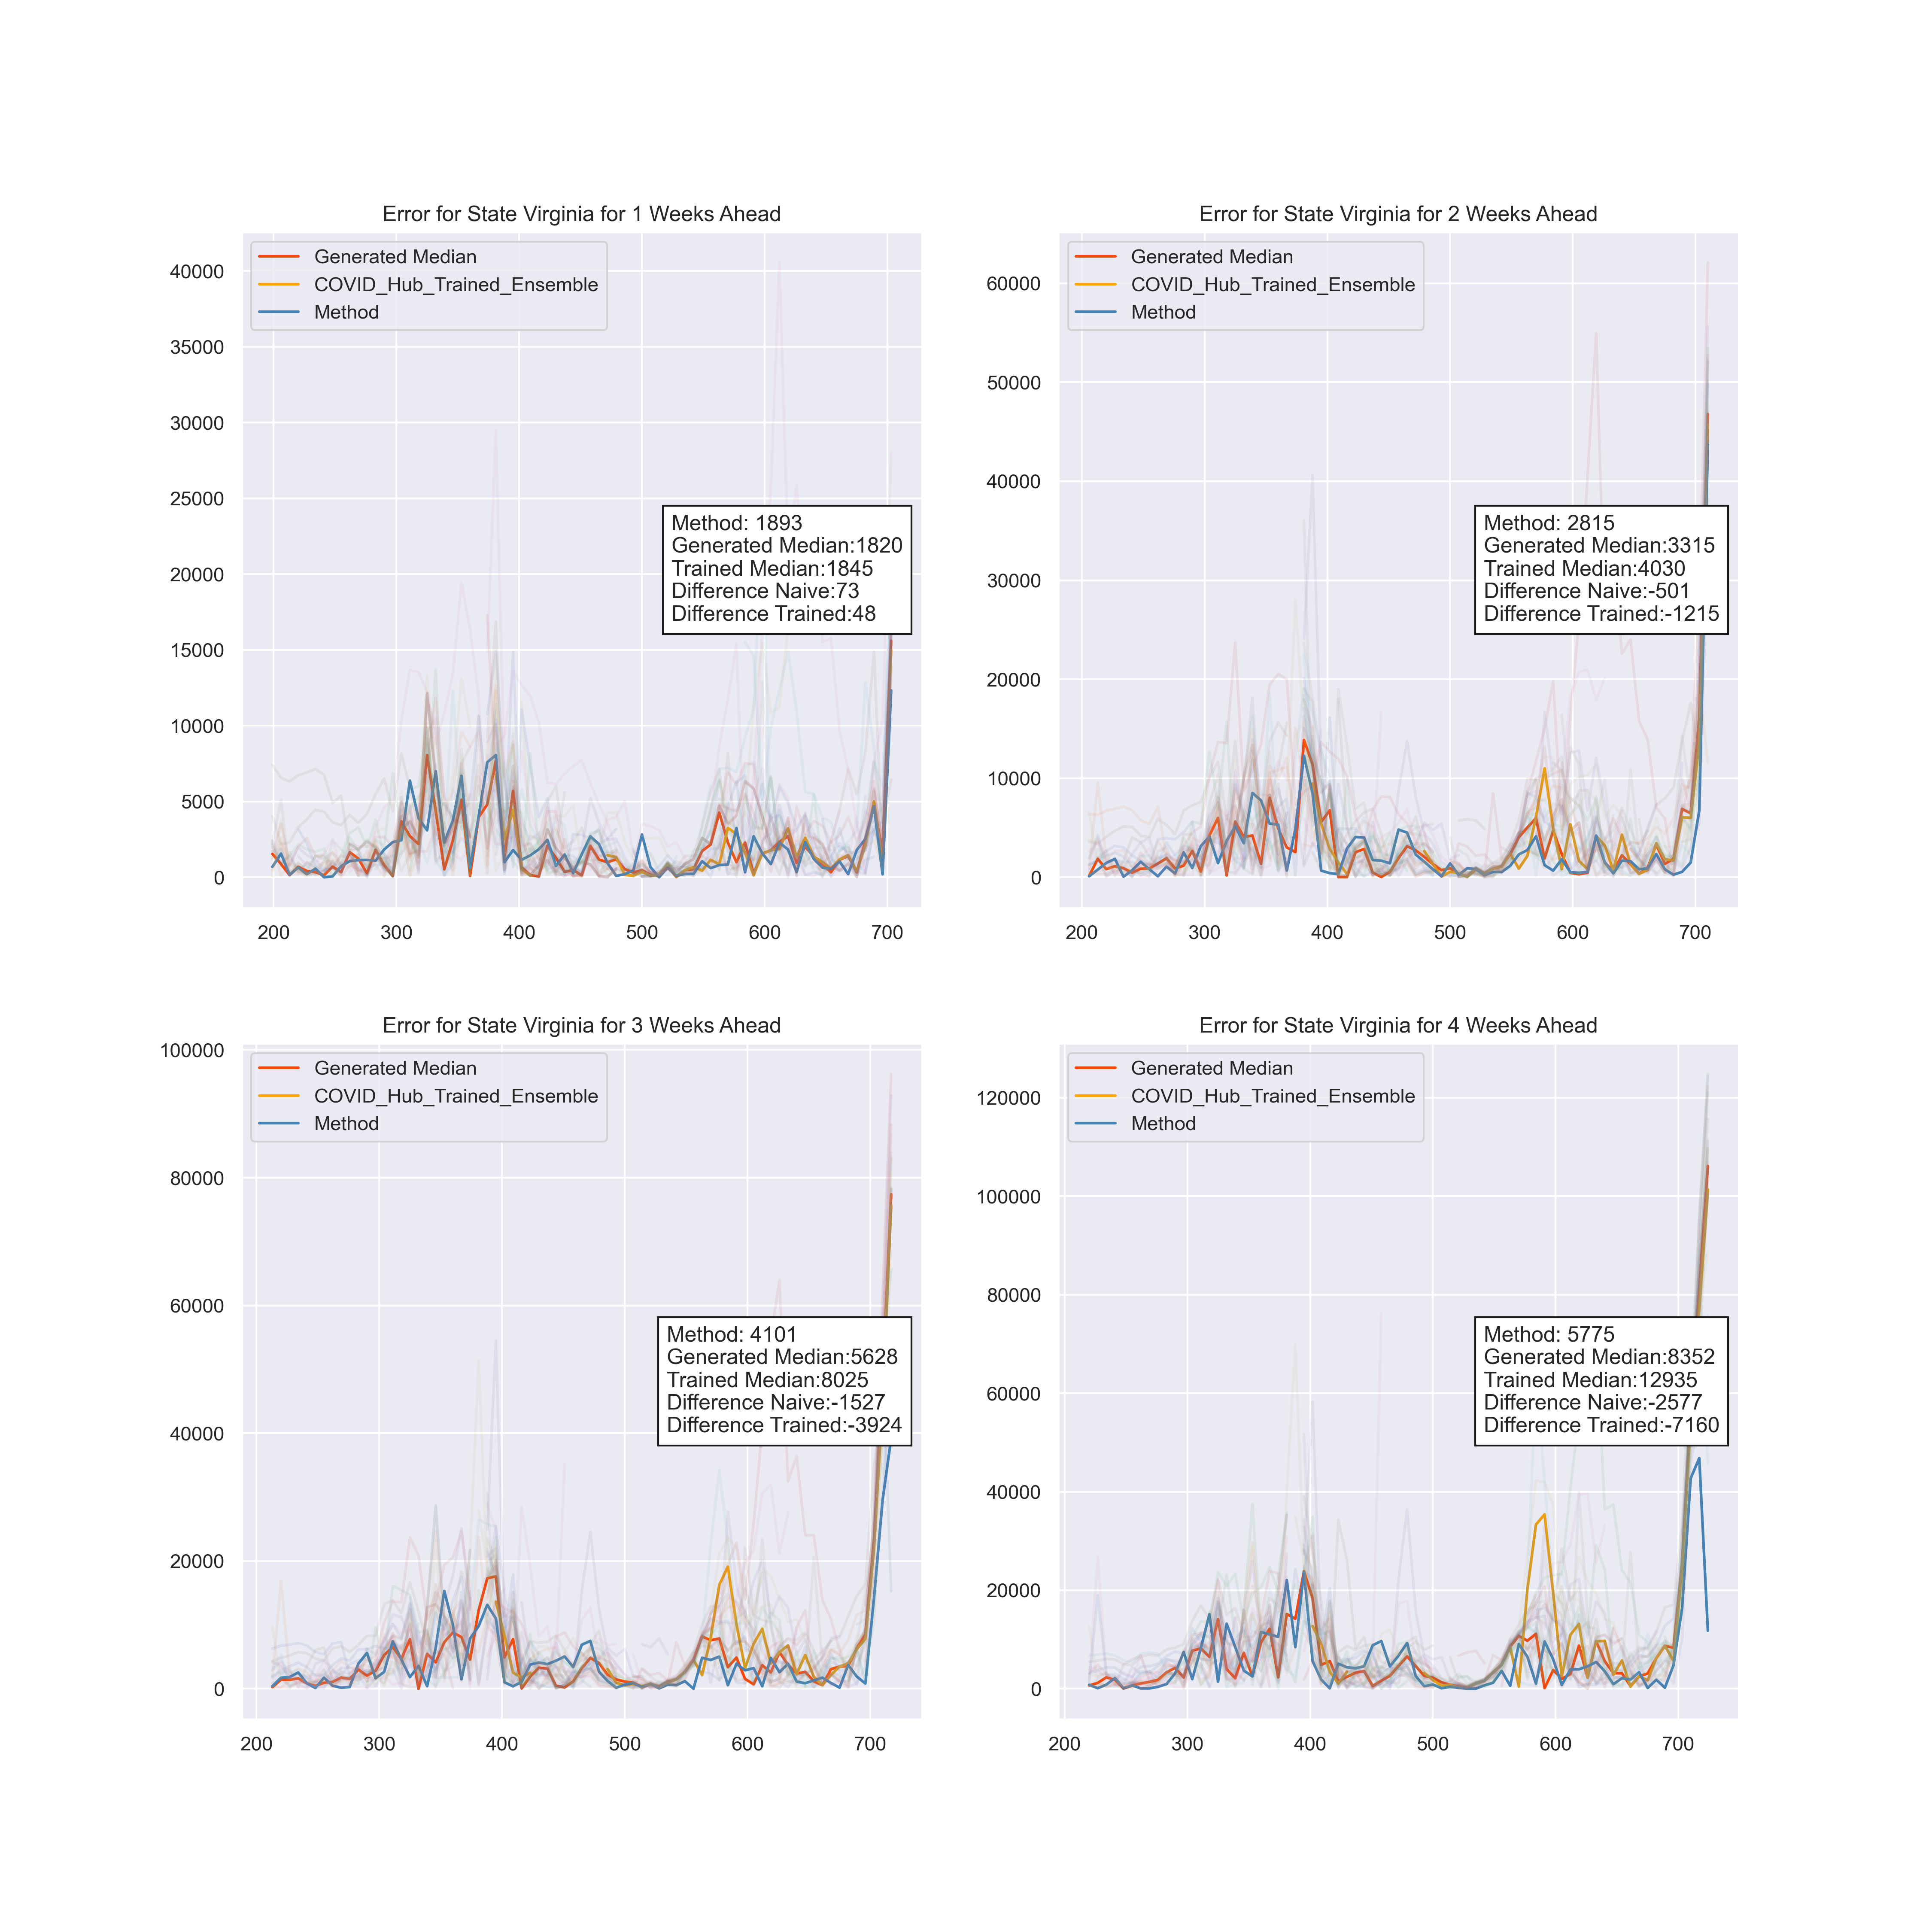 Error for State Virginia for 1 Weeks Ahead
Generated Median
COVID_Hub_Trained_Ensemble
Method
40000
35000
30000
25000
20000
15000
10000
5000
0
Method: 1893
Generated Median:1820
Trained Median:1845
Difference Naive:73
Difference Trained:48
200 300 400 500 600 700
Error for State Virginia for 2 Weeks Ahead
Generated Median
COVID_Hub_Trained_Ensemble
Method
60000
50000
40000
30000
20000
10000
0
Method: 2815
Generated Median:3315
Trained Median:4030
Difference Naive:-501
Difference Trained:-1215
200 300 400 500 600 700
Error for State Virginia for 3 Weeks Ahead
Generated Median
COVID_Hub_Trained_Ensemble
Method
100000
80000
60000
40000
20000
0
Method: 4101
Generated Median:5628
Trained Median:8025
Difference Naive:-1527
Difference Trained:-3924
200 300 400 500 600 700
Error for State Virginia for 4 Weeks Ahead
Generated Median
COVID_Hub_Trained_Ensemble
Method
120000
100000
80000
60000
40000
20000
0
Method: 5775
Generated Median:8352
Trained Median:12935
Difference Naive:-2577
Difference Trained:-7160
200 300 400 500 600 700